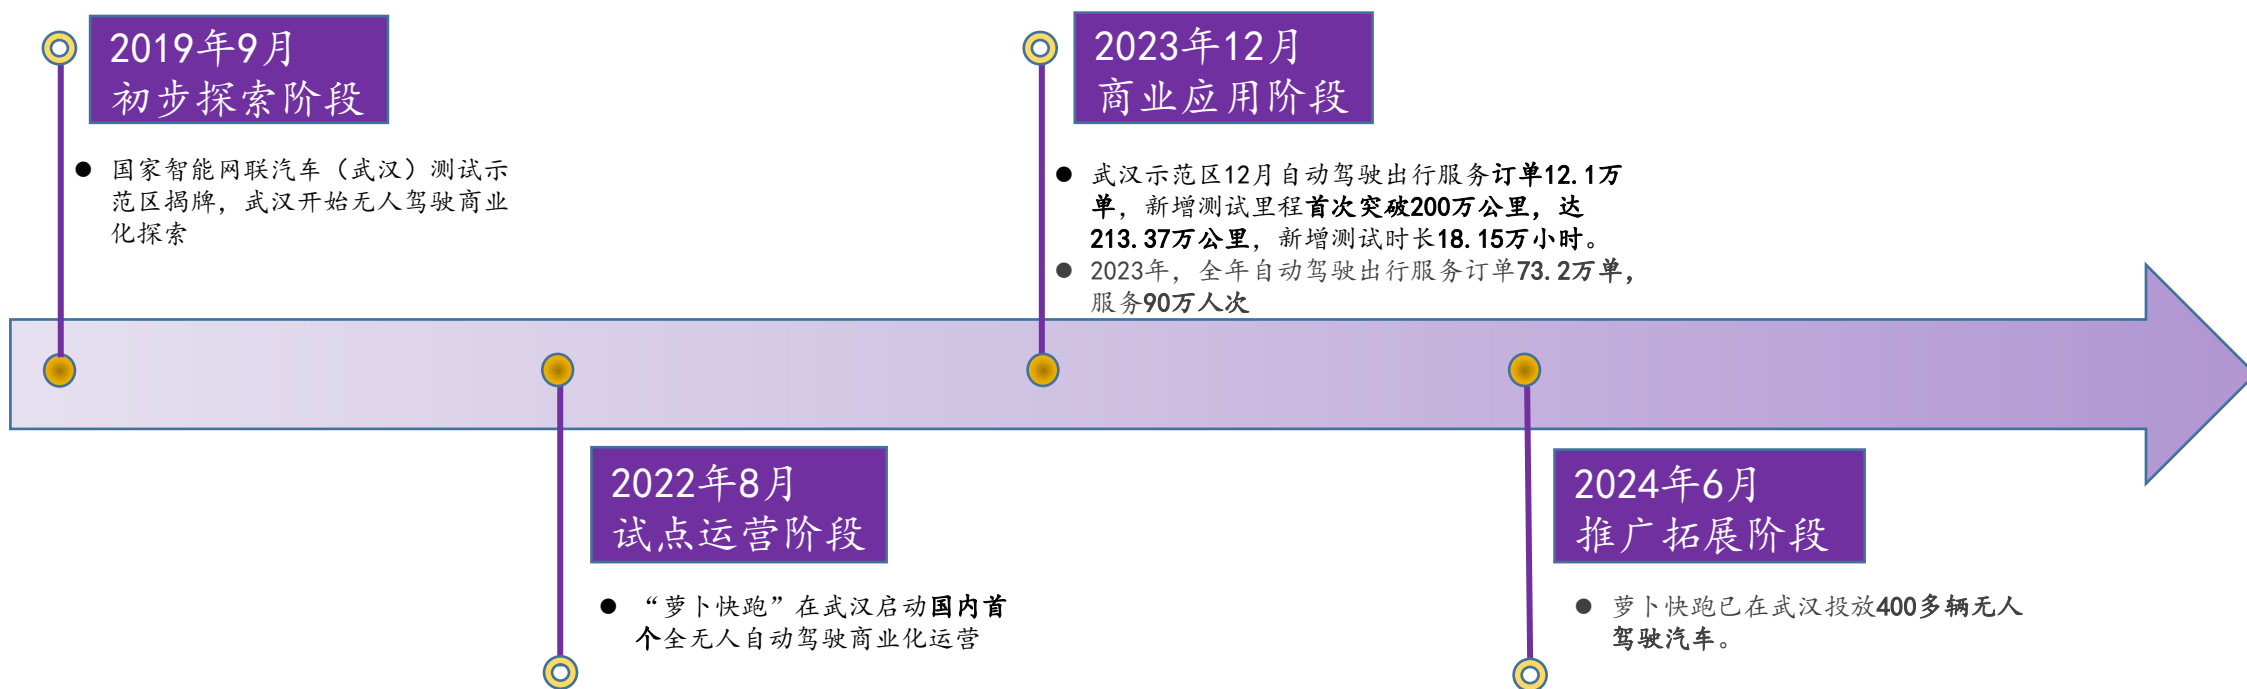 2019年9月
初步探索阶段
● 国家智能网联汽车（武汉）测试示
范区揭牌，武汉开始无人驾驶商业
化探索
2023年12月
商业应用阶段
● 武汉示范区12月自动驾驶出行服务订单12.1万
单，新增测试里程首次突破200万公里，达
213.37万公里，新增测试时长18.15万小时。
● 2023年，全年自动驾驶出行服务订单73.2万单，
服务90万人次
2022年8月
试点运营阶段
● “萝卜快跑”在武汉启动国内首
个全无人自动驾驶商业化运营
2024年6月
推广拓展阶段
● 萝卜快跑已在武汉投放400多辆无人
驾驶汽车。